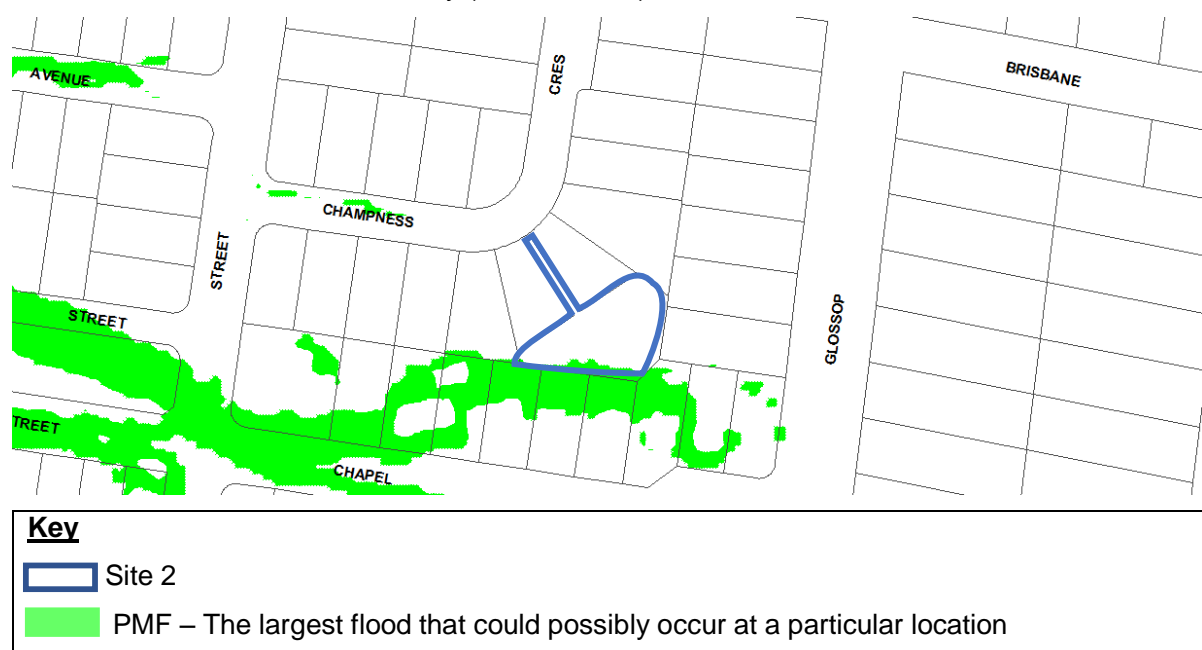 BRISBANE
CRES
AVENUE
CHAMPNESS
STREET
STREET
GLOSSOP
TREET
CHAPEL
Key
Site 2
PMF – The largest flood that could possibly occur at a particular location